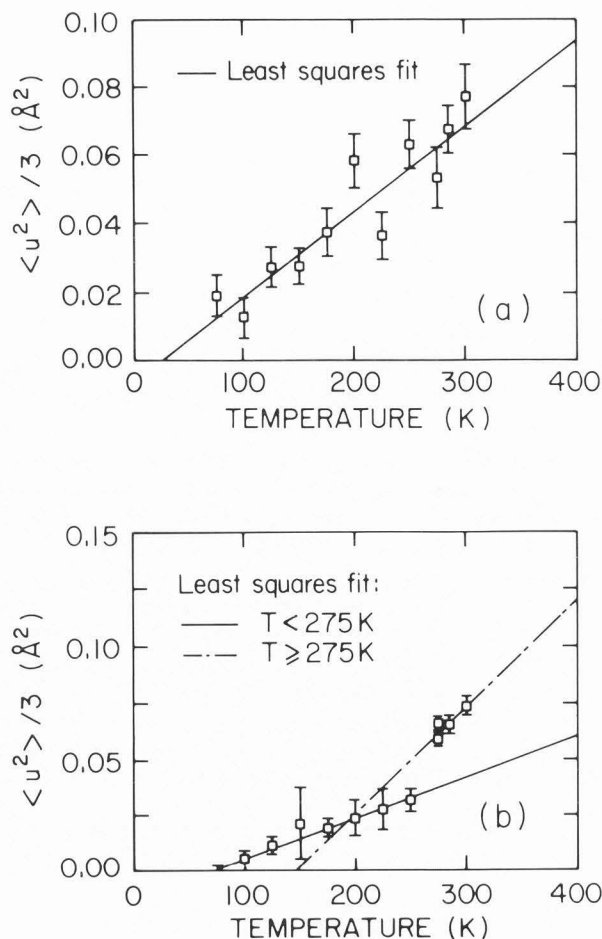 0.10
0.08
0.06
0.04
0.02
0.00
<u²>/3 (Å²)
— Least squares fit
(a)
0 100 200 300 400
TEMPERATURE (K)
0.15
0.10
0.05
0.00
<u²>/3 (Å²)
Least squares fit:
T<275K
T⩾275K
(b)
0 100 200 300 400
TEMPERATURE (K)